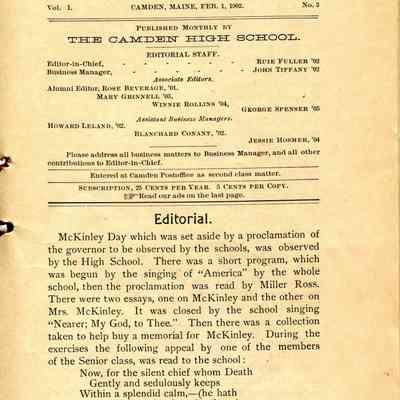 Vol. 1. CAMDEN, MAINE, FEB. 1, 1902. No. 3
PUBLISHED MONTHLY BY
THE CAMDEN HIGH SCHOOL.
EDITORIAL STAFF.
Editor-in-Chief, - - - - RUIE FULLER '02
Business Manager, - - - - JOHN TIFFANY '02
Associate Editors.
Alumni Editor, ROSE BEVERAGE, '01.
MARY GRINNELL '03,
WINNIE ROLLINS '04,
GEORGE SPENSER '05
Assistant Business Managers.
HOWARD LELAND, '02.
BLANCHARD CONANT, '02.
JESSIE HOSMER, '04
Please address all business matters to Business Manager, and all other
contributions to Editor-in-Chief.
Entered at Camden Postoffice as second class matter.
SUBSCRIPTION, 25 CENTS PER YEAR. 5 CENTS PER COPY.
☞ Read our ads on the last page.
Editorial.
McKinley Day which was set aside by a proclamation of
the governor to be observed by the schools, was observed
by the High School. There was a short program, which
was begun by the singing of "America" by the whole
school, then the proclamation was read by Miller Ross.
There were two essays, one on McKinley and the other on
Mrs. McKinley. It was closed by the school singing
"Nearer; My God, to Thee." Then there was a collection
taken to help buy a memorial for McKinley. During the
exercises the following appeal by one of the members
of the Senior class, was read to the school:
Now, for the silent chief whom Death
Gently and sedulously keeps
Within a splendid calm,—(he hath